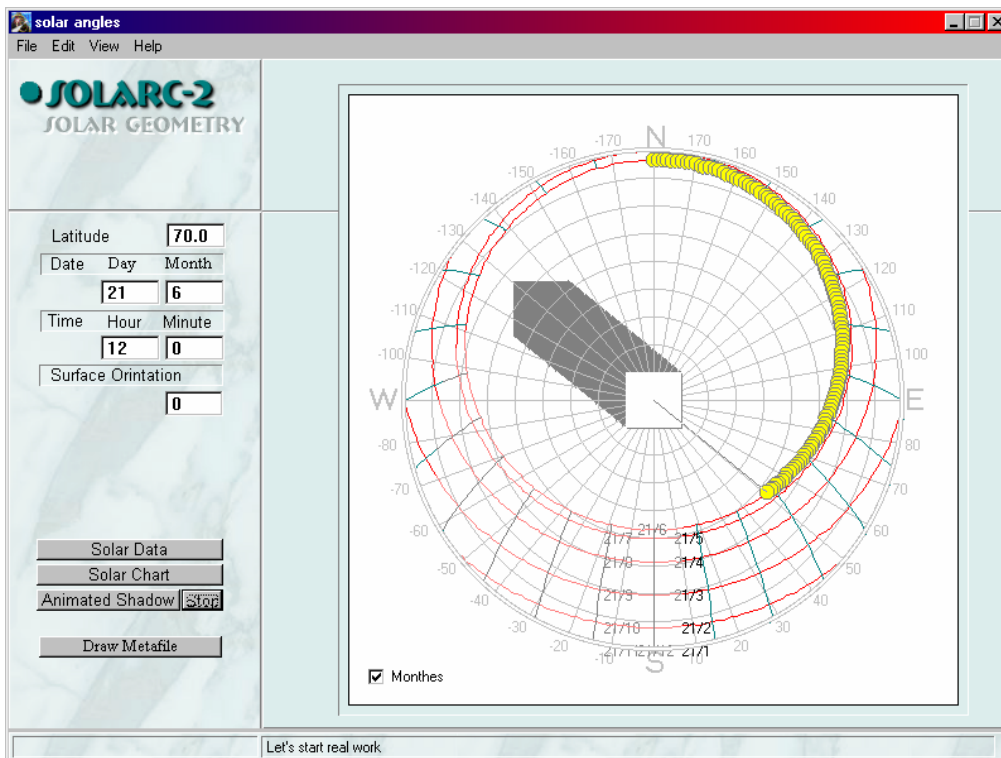 solar angles
File Edit View Help
SOLARC-2
SOLAR GEOMETRY
Latitude 70.0
Date Day Month
21 6
Time Hour Minute
12 0
Surface Orintation
0
Solar Data
Solar Chart
Animated Shadow Stop
Draw Metafile
N
-170 170
-160 160
-150 150
-140 140
-130 130
-120 120
-110 110
-100 100
W E
-80 80
-70 70
-60 60
-50 50
-40 40
-30 30
-20 20
-10 10
S
21/6
21/7 21/5
21/8 21/4
21/9 21/3
21/10 21/2
21/11 21/12 21/1
Monthes
Let's start real work